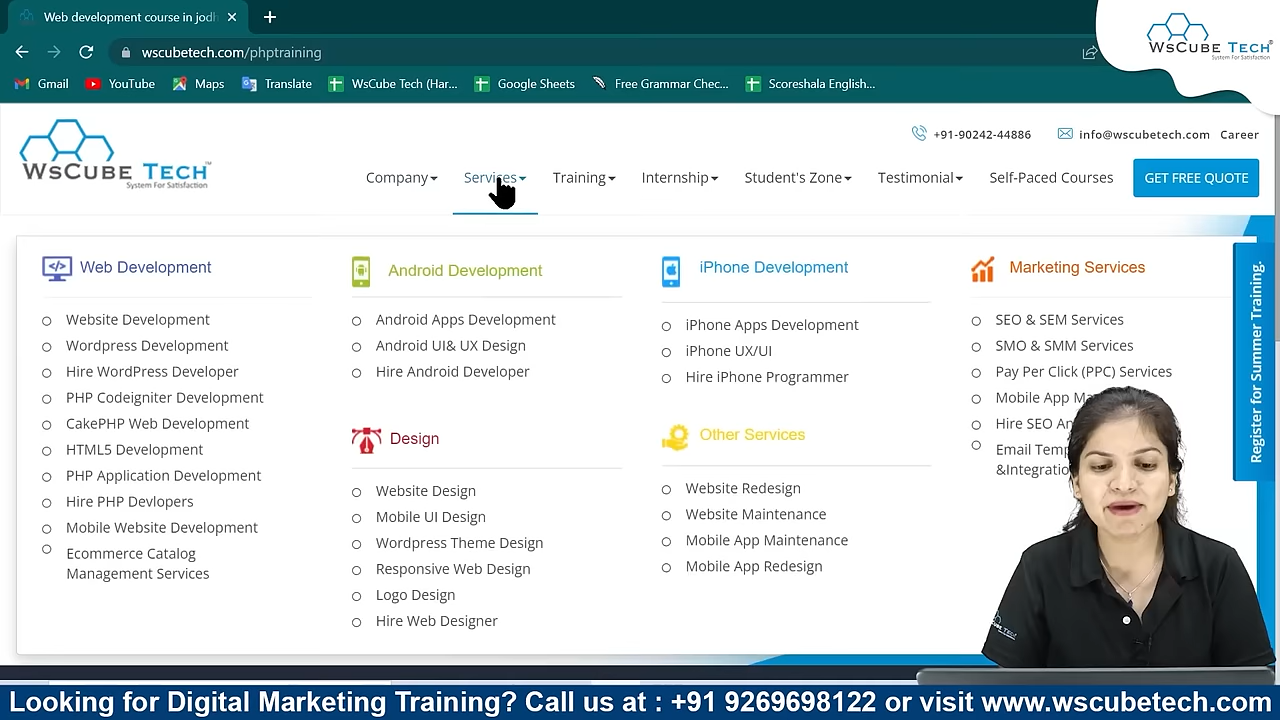 Web development course in jodh
wscubetech.com/phptraining
WSCUBE TECH
System For Satisfaction
Gmail
YouTube
Maps
Translate
WsCube Tech (Har...
Google Sheets
Free Grammar Chec...
Scoreshala English...
WSCUBE TECH™
System For Satisfaction
+91-90242-44886
info@wscubetech.com
Career
Company
Services
Training
Internship
Student's Zone
Testimonial
Self-Paced Courses
GET FREE QUOTE
Web Development
Website Development
Wordpress Development
Hire WordPress Developer
PHP Codeigniter Development
CakePHP Web Development
HTML5 Development
PHP Application Development
Hire PHP Devlopers
Mobile Website Development
Ecommerce Catalog
Management Services
Android Development
Android Apps Development
Android UI& UX Design
Hire Android Developer
Design
Website Design
Mobile UI Design
Wordpress Theme Design
Responsive Web Design
Logo Design
Hire Web Designer
iPhone Development
iPhone Apps Development
iPhone UX/UI
Hire iPhone Programmer
Other Services
Website Redesign
Website Maintenance
Mobile App Maintenance
Mobile App Redesign
Marketing Services
SEO & SEM Services
SMO & SMM Services
Pay Per Click (PPC) Services
Mobile App
Hire SEO
Email
Register for Summer Training.
WSCUBE TECH
Looking for Digital Marketing Training? Call us at : +91 9269698122 or visit www.wscubetech.com